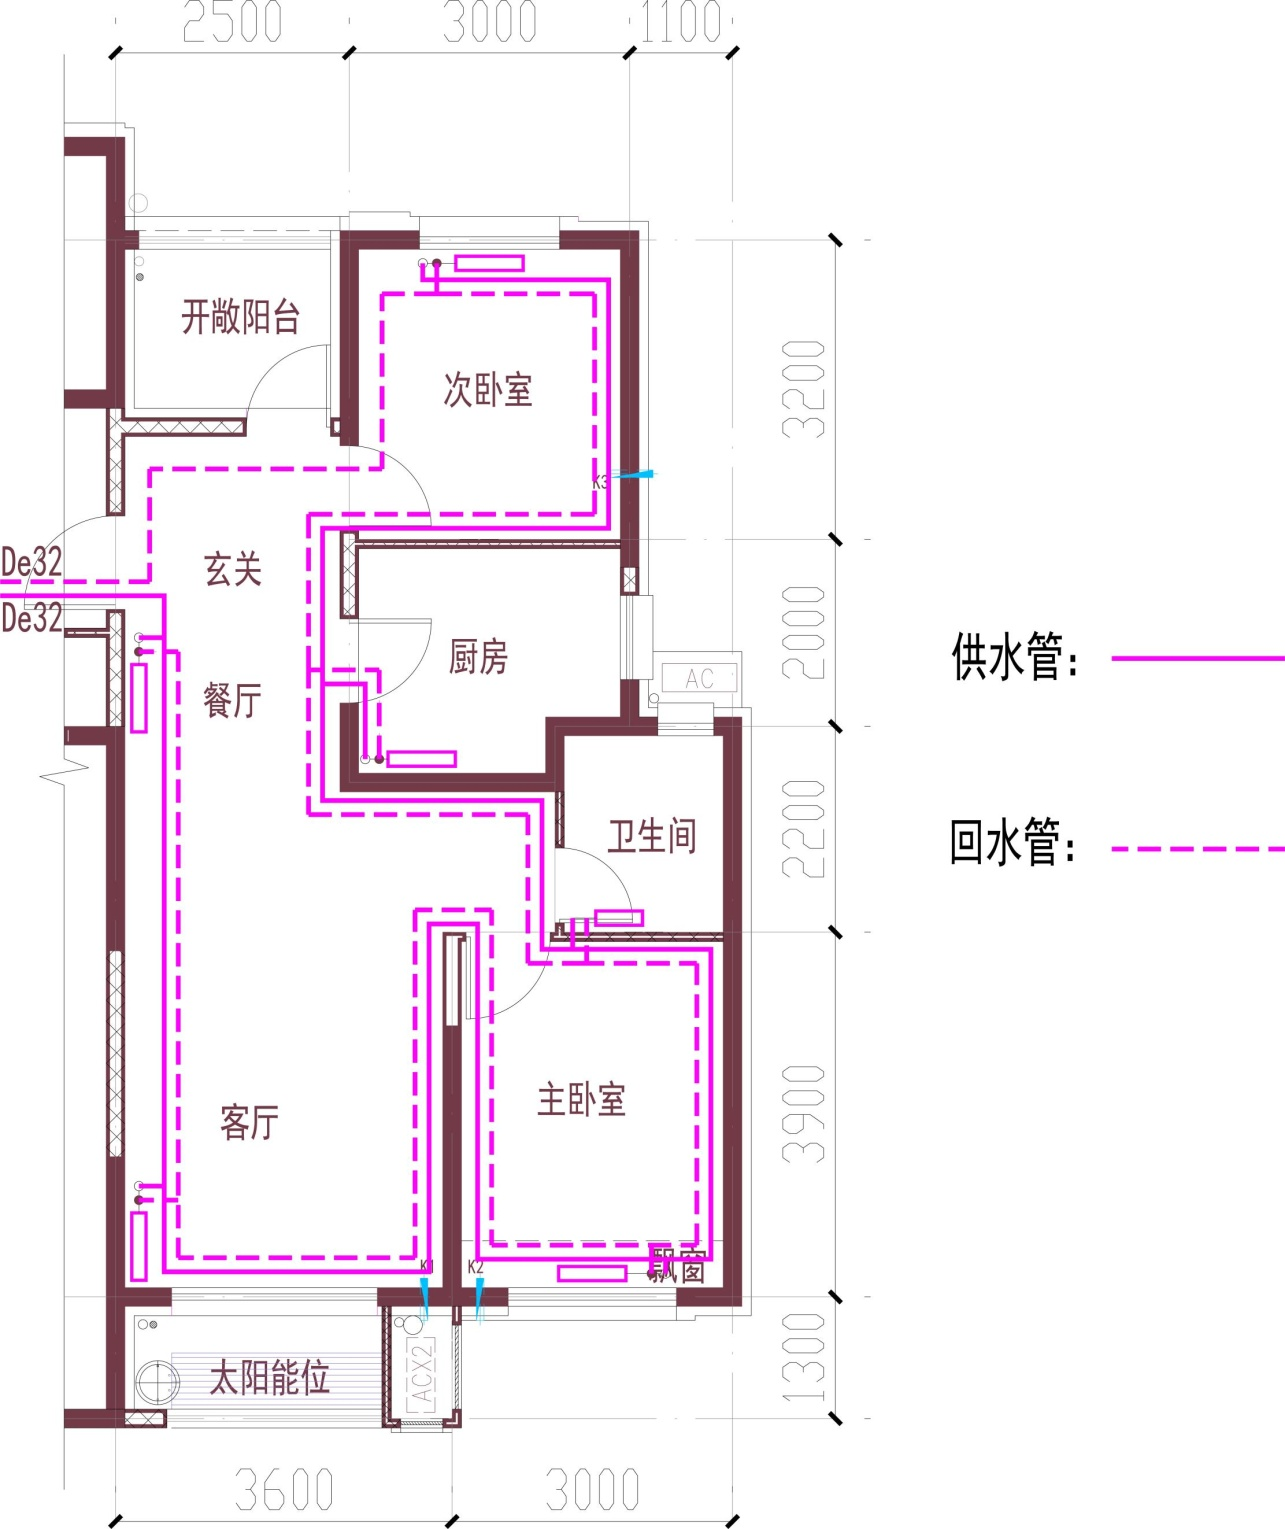 2500 3000 1100
开敞阳台
次卧室
3200
K3
De32
玄关
De32
厨房
2000
供水管：
AC
餐厅
卫生间
2200
回水管：
主卧室
3900
客厅
飘窗
K1 K2
太阳能位
ACX2
1300
3600 3000